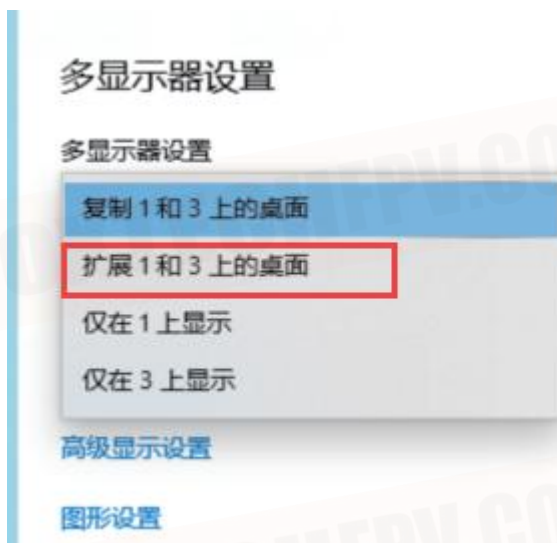 多显示器设置
多显示器设置
复制 1 和 3 上的桌面
扩展 1 和 3 上的桌面
仅在 1 上显示
仅在 3 上显示
高级显示设置
图形设置